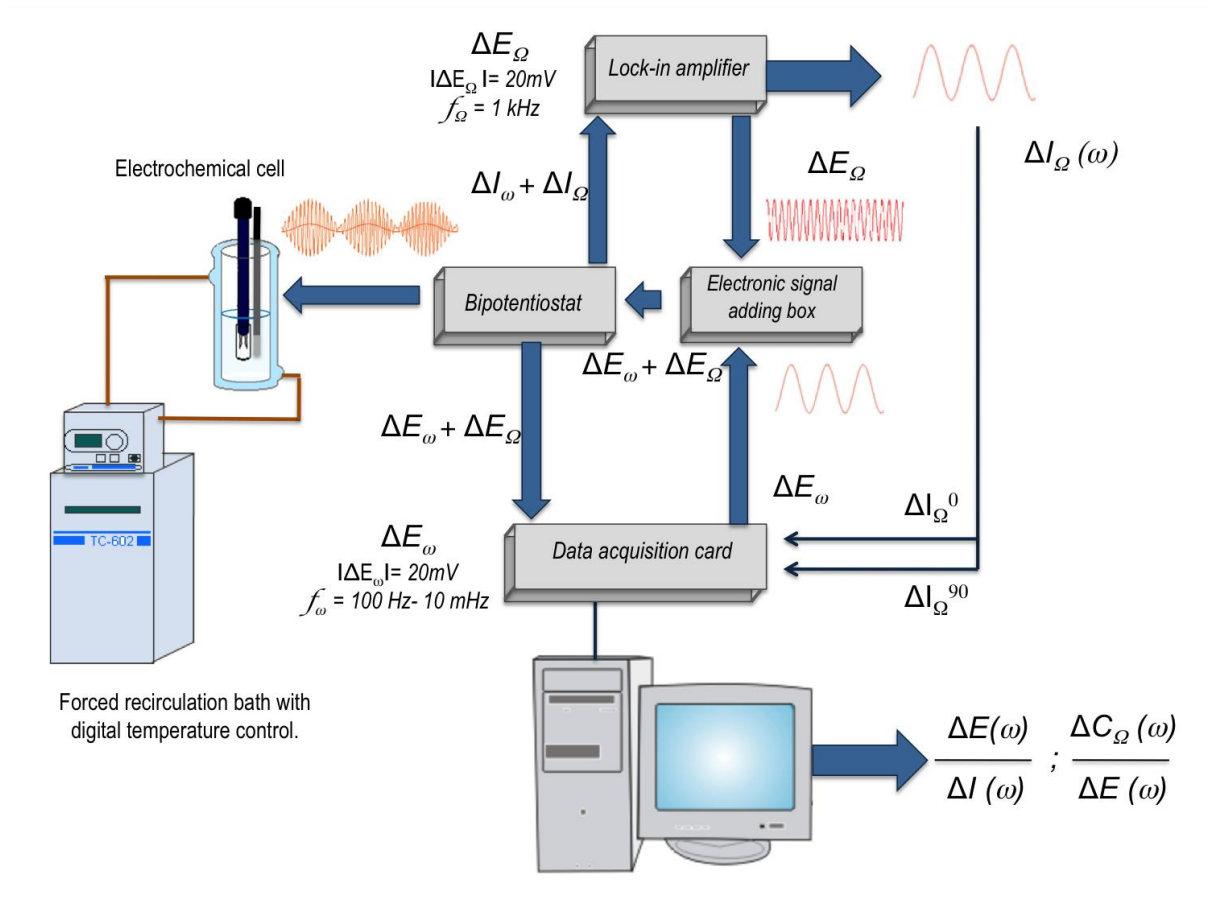 ΔE_Ω
|ΔE_Ω |= 20mV
f_Ω = 1 kHz
Lock-in amplifier
ΔI_Ω (ω)
Electrochemical cell
ΔI_ω + ΔI_Ω
ΔE_Ω
Bipotentiostat
Electronic signal
adding box
ΔE_ω + ΔE_Ω
ΔE_ω + ΔE_Ω
ΔE_ω
ΔI_Ω^0
TC-602
ΔE_ω
|ΔE_ω|= 20mV
f_ω = 100 Hz- 10 mHz
Data acquisition card
ΔI_Ω^90
Forced recirculation bath with
digital temperature control.
ΔE(ω) ; ΔC_Ω (ω)
ΔI (ω) ΔE (ω)